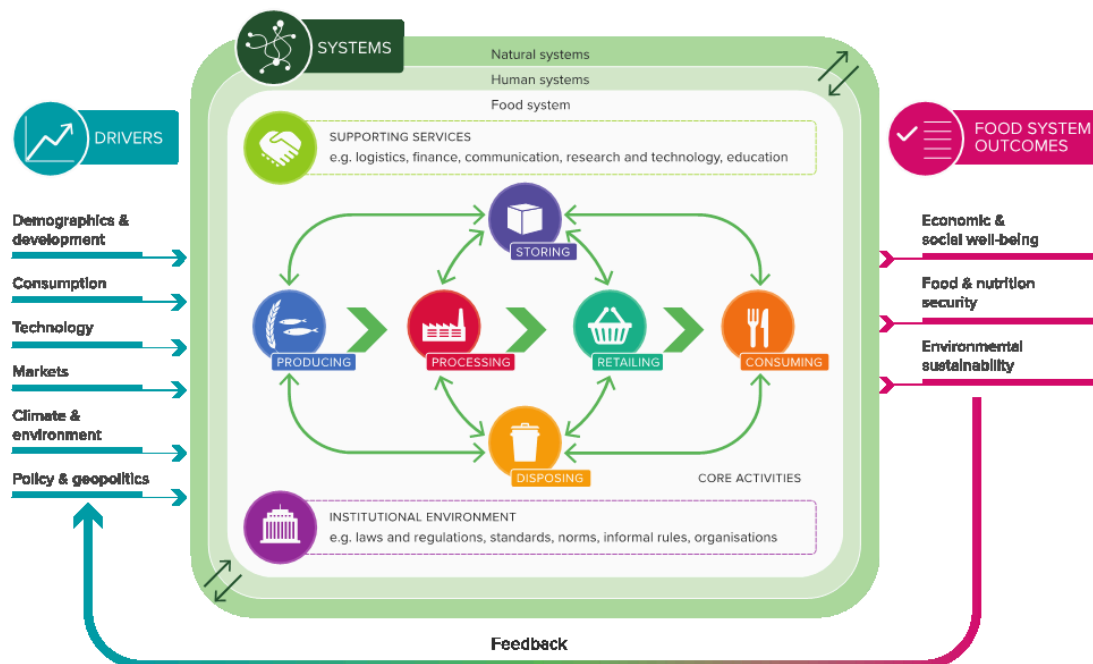 SYSTEMS
Natural systems
Human systems
Food system
DRIVERS
Demographics &
development
Consumption
Technology
Markets
Climate &
environment
Policy & geopolitics
SUPPORTING SERVICES
e.g. logistics, finance, communication, research and technology, education
STORING
PRODUCING
PROCESSING
RETAILING
CONSUMING
DISPOSING
CORE ACTIVITIES
INSTITUTIONAL ENVIRONMENT
e.g. laws and regulations, standards, norms, informal rules, organisations
FOOD SYSTEM
OUTCOMES
Economic &
social well-being
Food & nutrition
security
Environmental
sustainability
Feedback